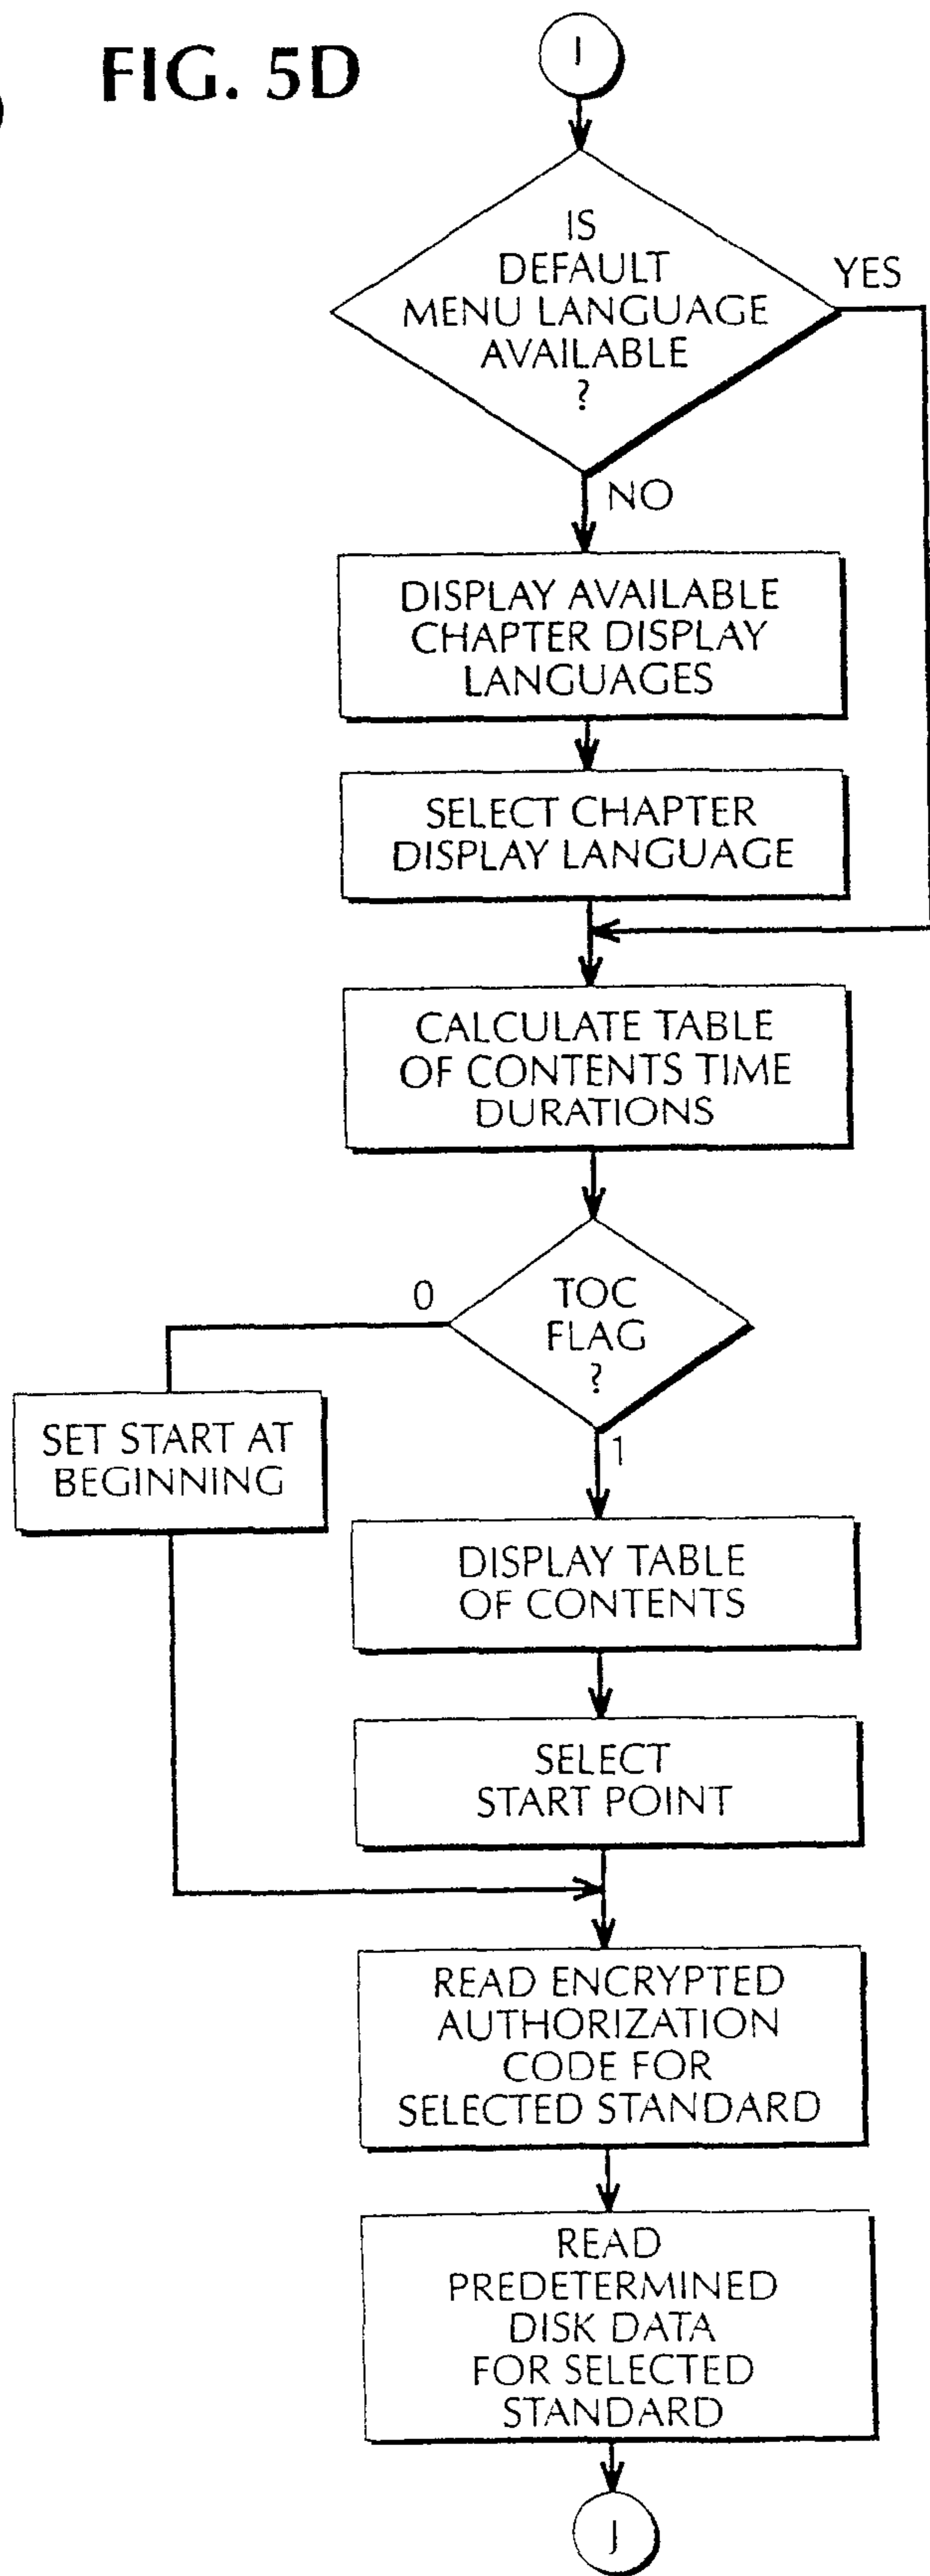 FIG. 5D
I
IS
DEFAULT
MENU LANGUAGE
AVAILABLE
?
YES
NO
DISPLAY AVAILABLE
CHAPTER DISPLAY
LANGUAGES
SELECT CHAPTER
DISPLAY LANGUAGE
CALCULATE TABLE
OF CONTENTS TIME
DURATIONS
0
TOC
FLAG
?
1
SET START AT
BEGINNING
DISPLAY TABLE
OF CONTENTS
SELECT
START POINT
READ ENCRYPTED
AUTHORIZATION
CODE FOR
SELECTED STANDARD
READ
PREDETERMINED
DISK DATA
FOR SELECTED
STANDARD
J